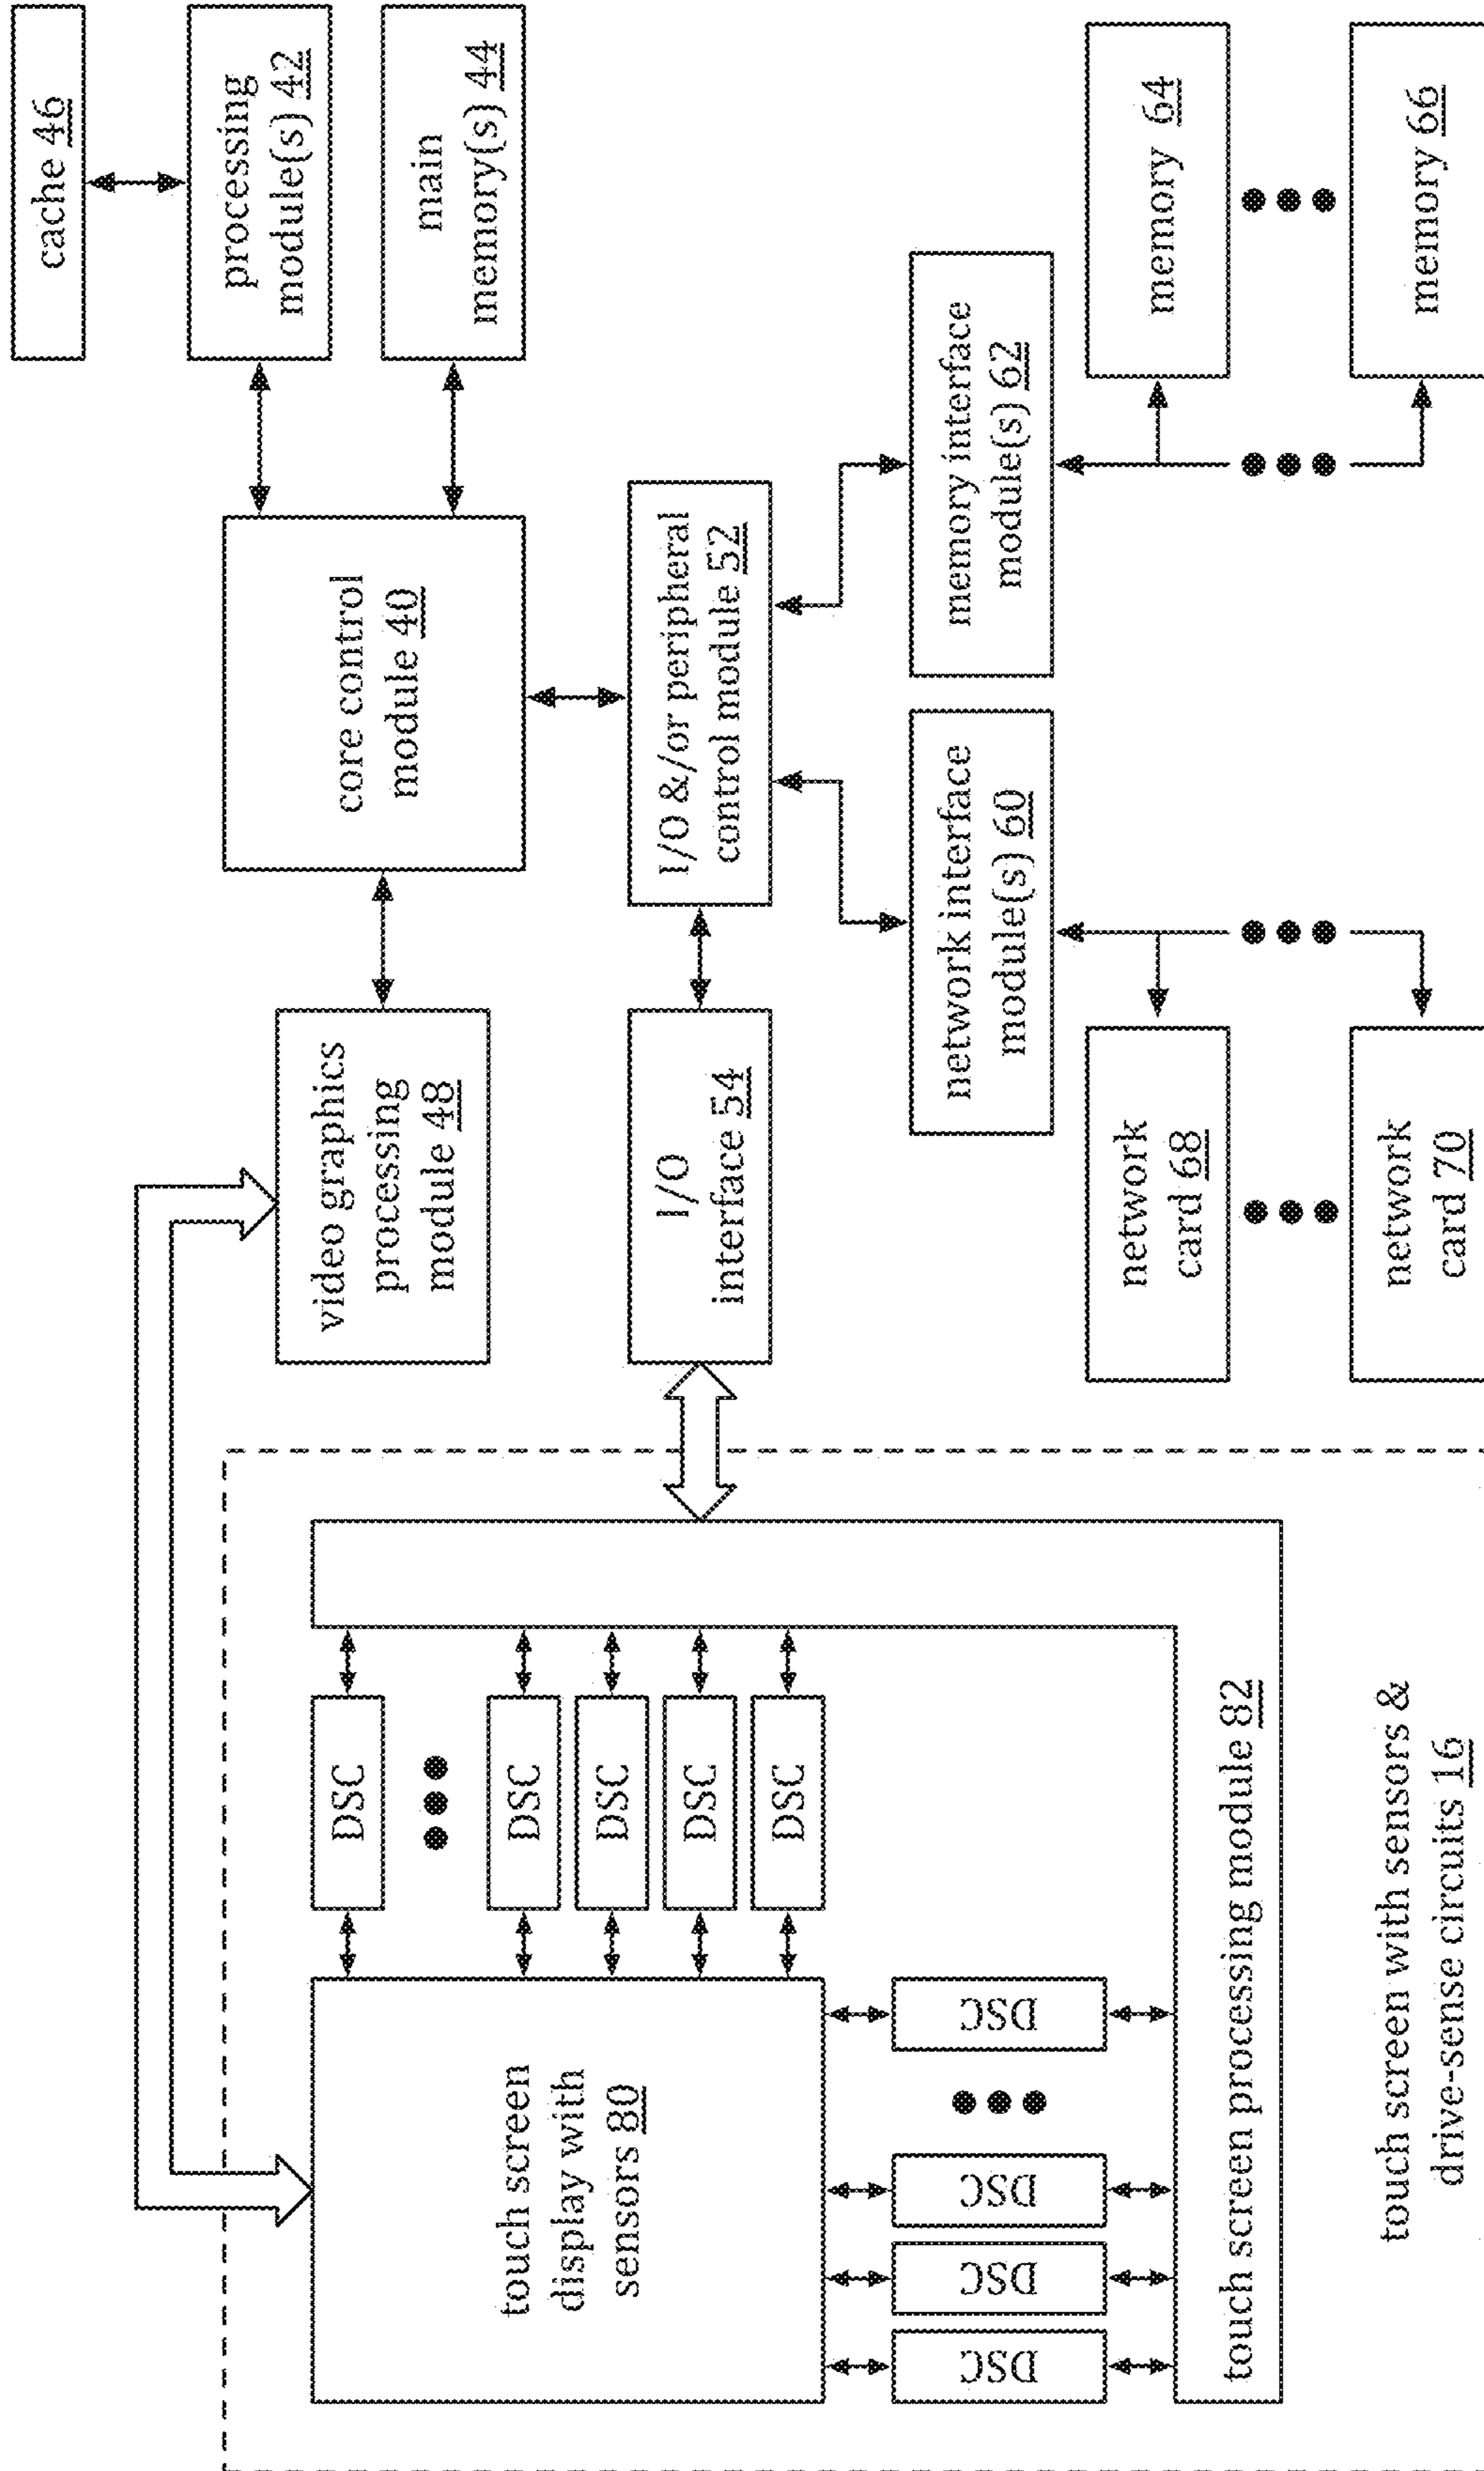 cache 46
processing
module(s) 42
main
memory(s) 44
core control
module 40
video graphics
processing
module 48
I/O &/or peripheral
control module 52
I/O
interface 54
memory interface
module(s) 62
network interface
module(s) 60
memory 64
memory 66
network
card 68
network
card 70
touch screen
display with
sensors 80
DSC
DSC
DSC
DSC
DSC
DSC
DSC
DSC
DSC
touch screen processing module 82
touch screen with sensors &
drive-sense circuits 16